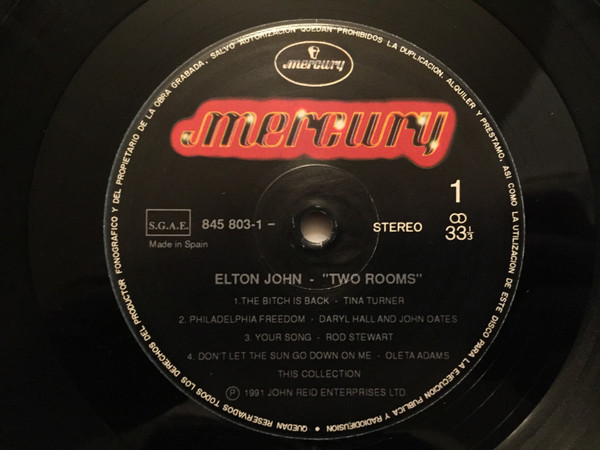 mercury
mercury
1
S.G.A.E.
845 803-1 -
STEREO
33⅓
Made in Spain
ELTON JOHN - "TWO ROOMS"
1.THE BITCH IS BACK - TINA TURNER
2. PHILADELPHIA FREEDOM - DARYL HALL AND JOHN OATES
3. YOUR SONG - ROD STEWART
4. DON'T LET THE SUN GO DOWN ON ME - OLETA ADAMS
THIS COLLECTION
Ⓟ 1991 JOHN REID ENTERPRISES LTD
QUEDAN RESERVADOS TODOS LOS DERECHOS DEL PRODUCTOR FONOGRAFICO Y DEL PROPIETARIO DE LA OBRA GRABADA. SALVO AUTORIZACION QUEDAN PROHIBIDOS LA DUPLICACION, ALQUILER Y PRESTAMO, ASI COMO LA UTILIZACION DE ESTE DISCO PARA LA EJECUCION PUBLICA Y RADIODIFUSION